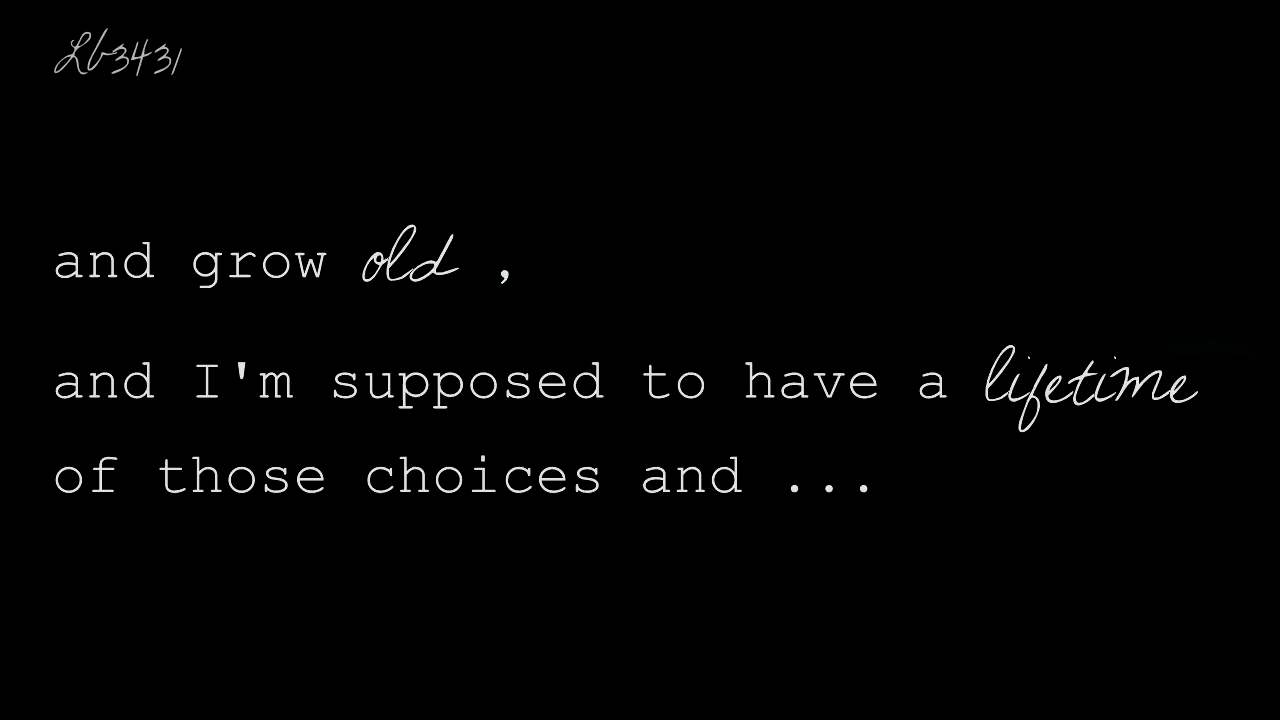 Lb3431
and grow old ,
and I'm supposed to have a lifetime
of those choices and ...